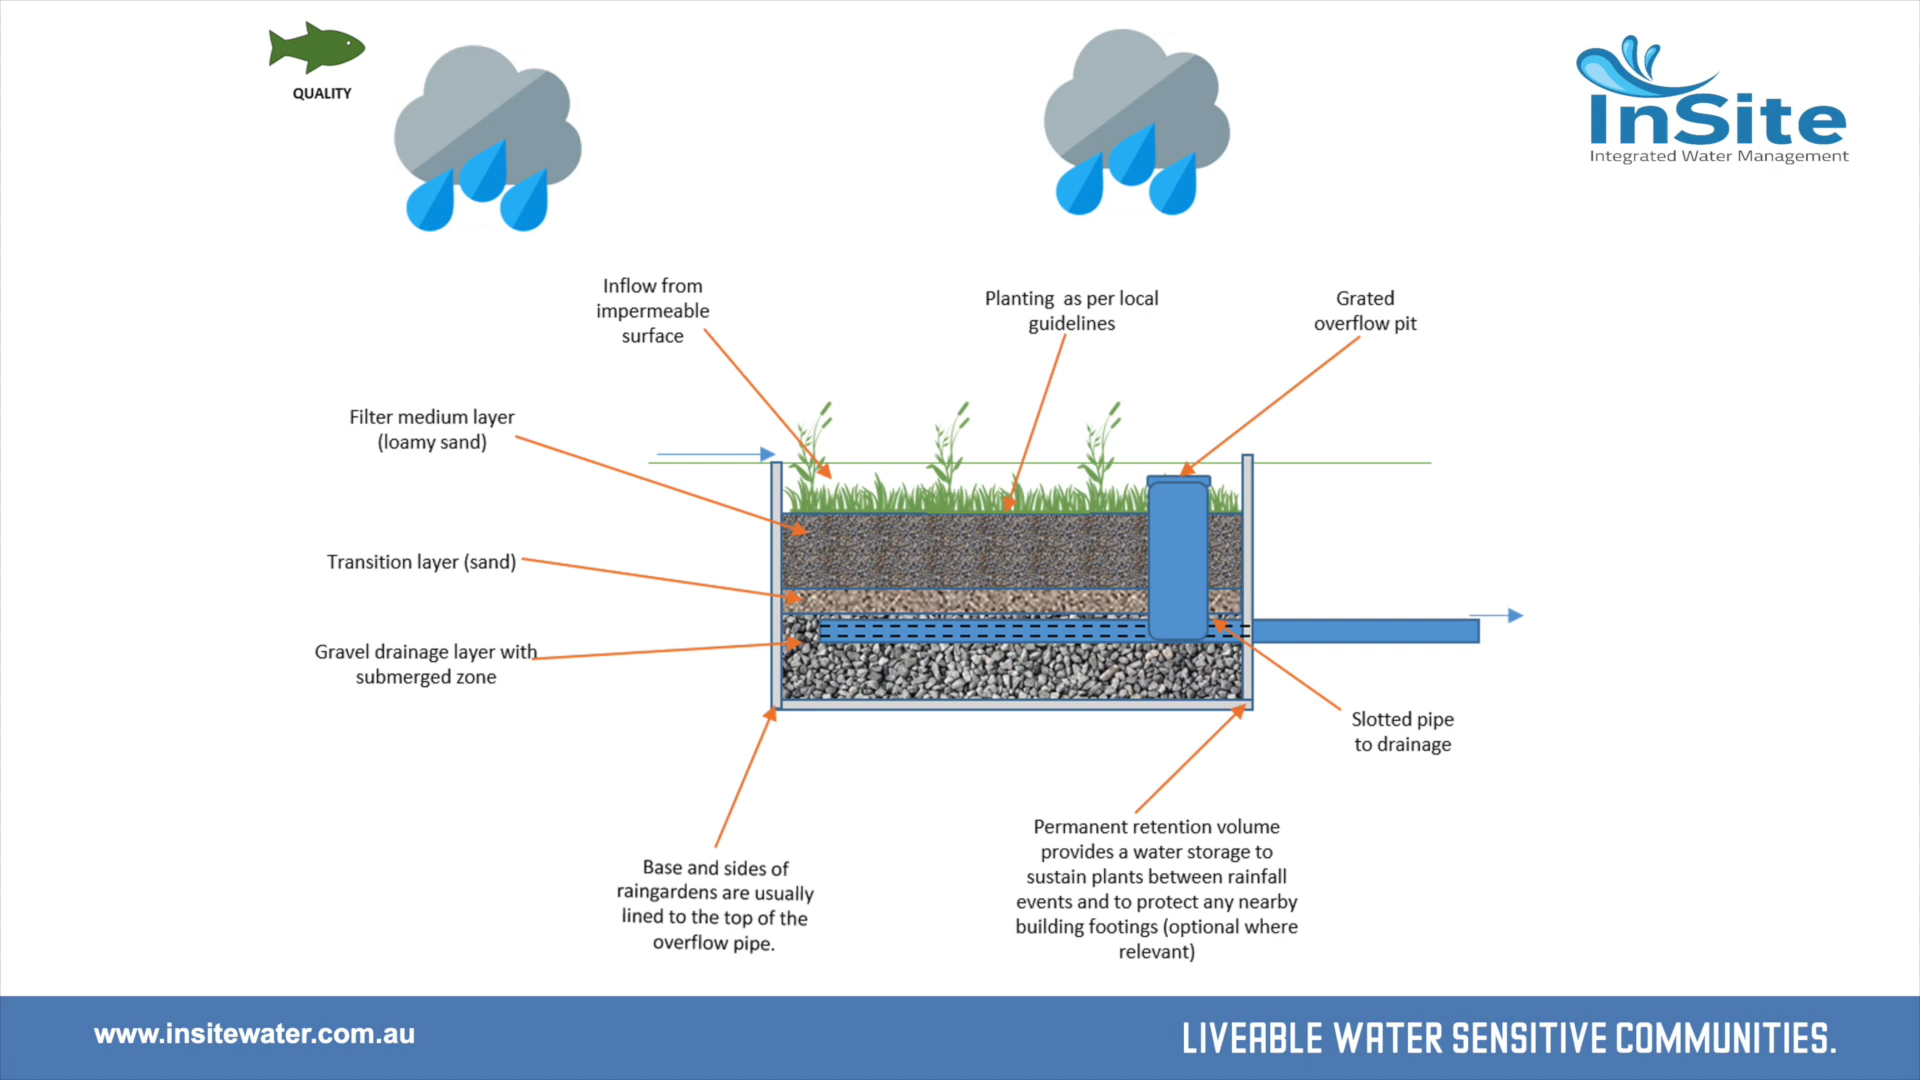 QUALITY
InSite
Integrated Water Management
Inflow from
impermeable
surface
Planting as per local
guidelines
Grated
overflow pit
Filter medium layer
(loamy sand)
Transition layer (sand)
Gravel drainage layer with
submerged zone
Slotted pipe
to drainage
Base and sides of
raingardens are usually
lined to the top of the
overflow pipe.
Permanent retention volume
provides a water storage to
sustain plants between rainfall
events and to protect any nearby
building footings (optional where
relevant)
www.insitewater.com.au
LIVEABLE WATER SENSITIVE COMMUNITIES.